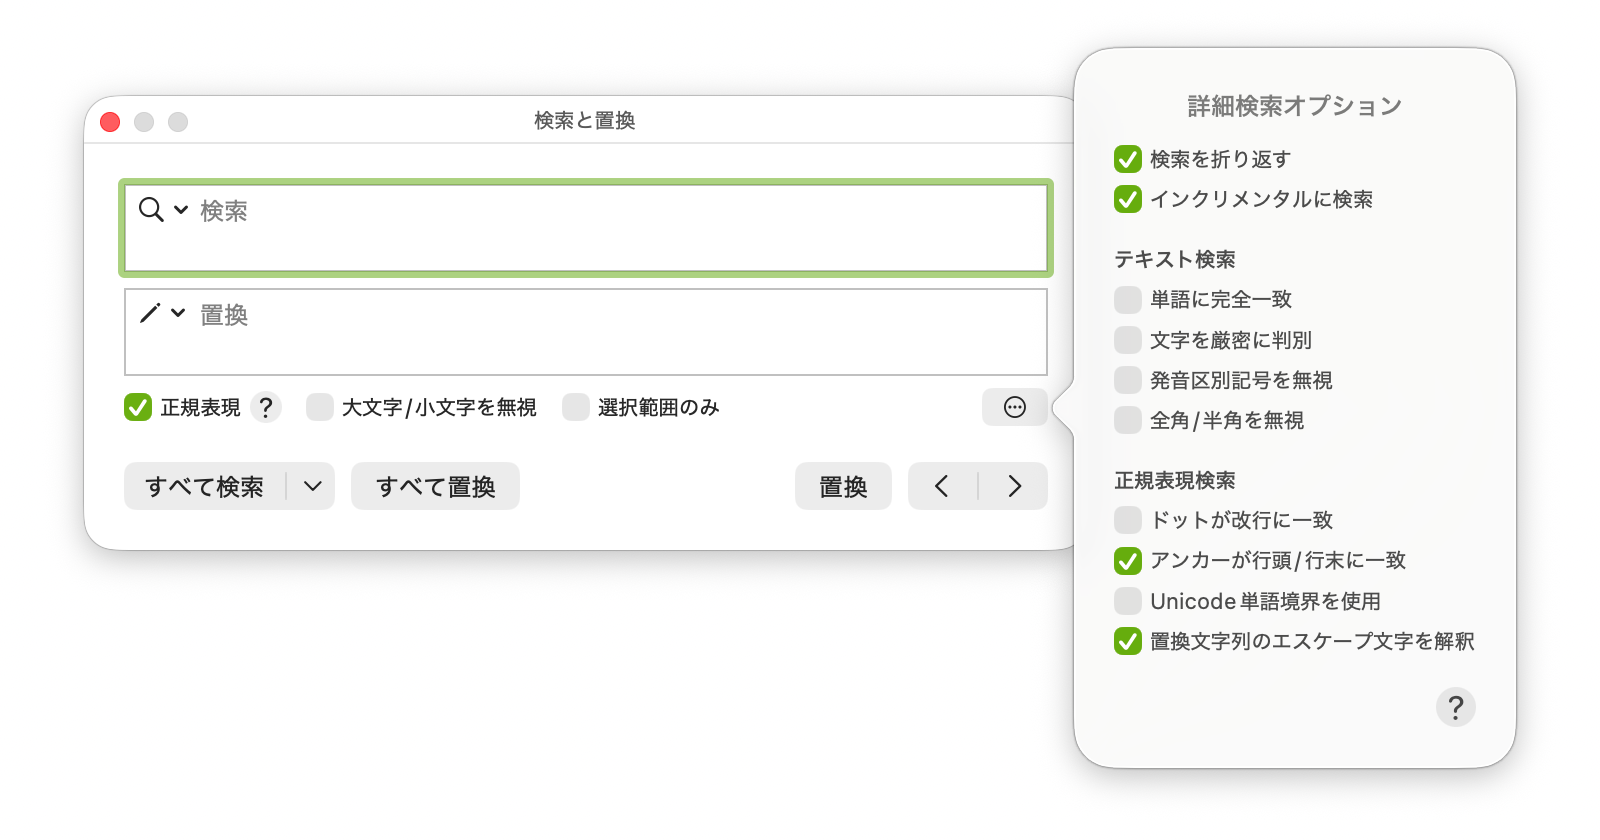 検索と置換
検索
置換
正規表現 ? 大文字/小文字を無視 選択範囲のみ
すべて検索 すべて置換 置換
詳細検索オプション
検索を折り返す
インクリメンタルに検索
テキスト検索
単語に完全一致
文字を厳密に判別
発音区別記号を無視
全角/半角を無視
正規表現検索
ドットが改行に一致
アンカーが行頭/行末に一致
Unicode単語境界を使用
置換文字列のエスケープ文字を解釈
?